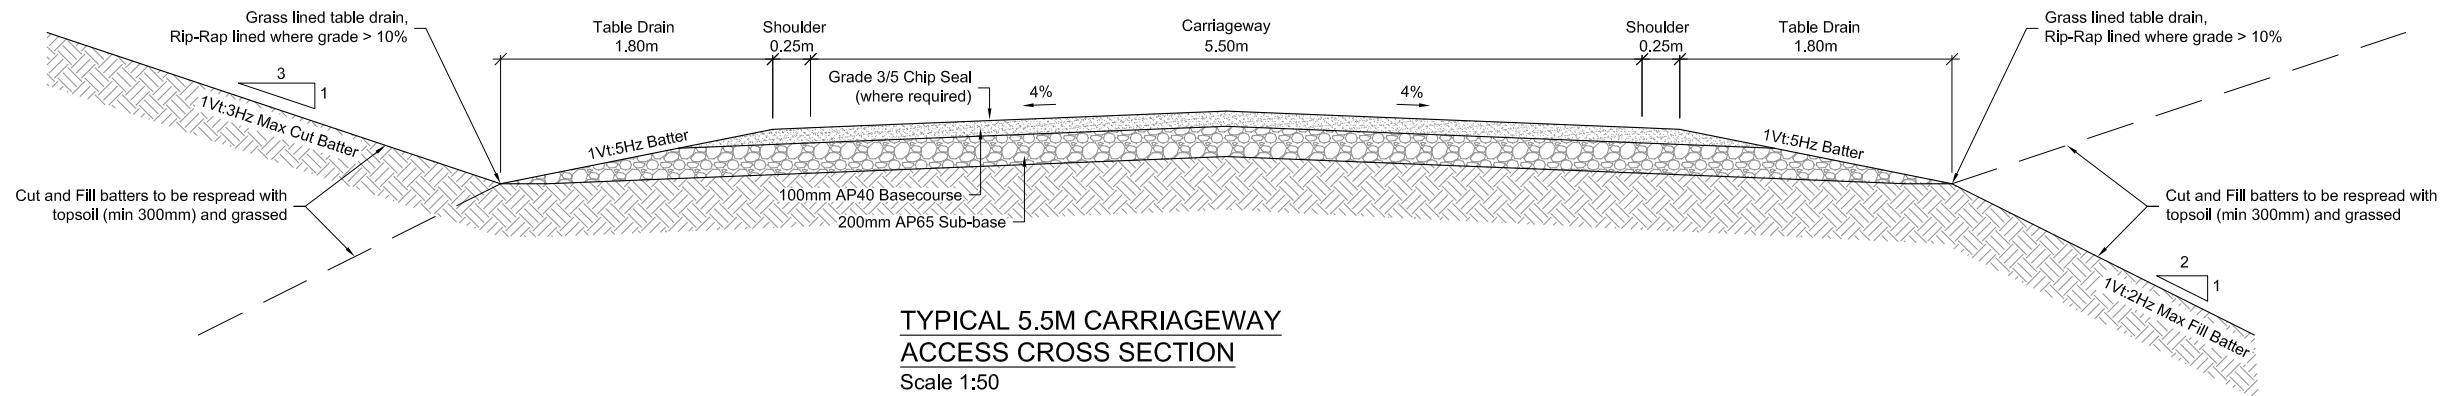 Grass lined table drain,
Rip-Rap lined where grade > 10%
Table Drain
1.80m
Shoulder
0.25m
Carriageway
5.50m
Shoulder
0.25m
Table Drain
1.80m
Grass lined table drain,
Rip-Rap lined where grade > 10%
3
1
1Vt:3Hz Max Cut Batter
Grade 3/5 Chip Seal
(where required)
4%
4%
1Vt:5Hz Batter
1Vt:5Hz Batter
Cut and Fill batters to be respread with
topsoil (min 300mm) and grassed
100mm AP40 Basecourse
200mm AP65 Sub-base
Cut and Fill batters to be respread with
topsoil (min 300mm) and grassed
2
1
1Vt:2Hz Max Fill Batter
TYPICAL 5.5M CARRIAGEWAY
ACCESS CROSS SECTION
Scale 1:50